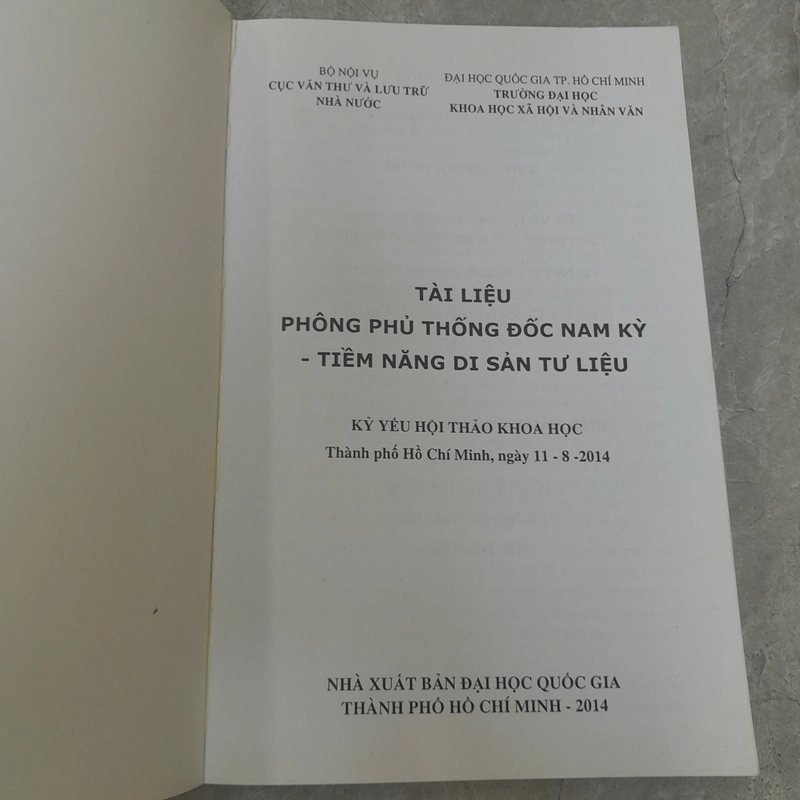 BỘ NỘI VỤ
CỤC VĂN THƯ VÀ LƯU TRỮ
NHÀ NƯỚC
ĐẠI HỌC QUỐC GIA TP. HỒ CHÍ MINH
TRƯỜNG ĐẠI HỌC
KHOA HỌC XÃ HỘI VÀ NHÂN VĂN
TÀI LIỆU
PHÔNG PHỦ THỐNG ĐỐC NAM KỲ
- TIỀM NĂNG DI SẢN TƯ LIỆU
KỶ YẾU HỘI THẢO KHOA HỌC
Thành phố Hồ Chí Minh, ngày 11 - 8 -2014
NHÀ XUẤT BẢN ĐẠI HỌC QUỐC GIA
THÀNH PHỐ HỒ CHÍ MINH - 2014